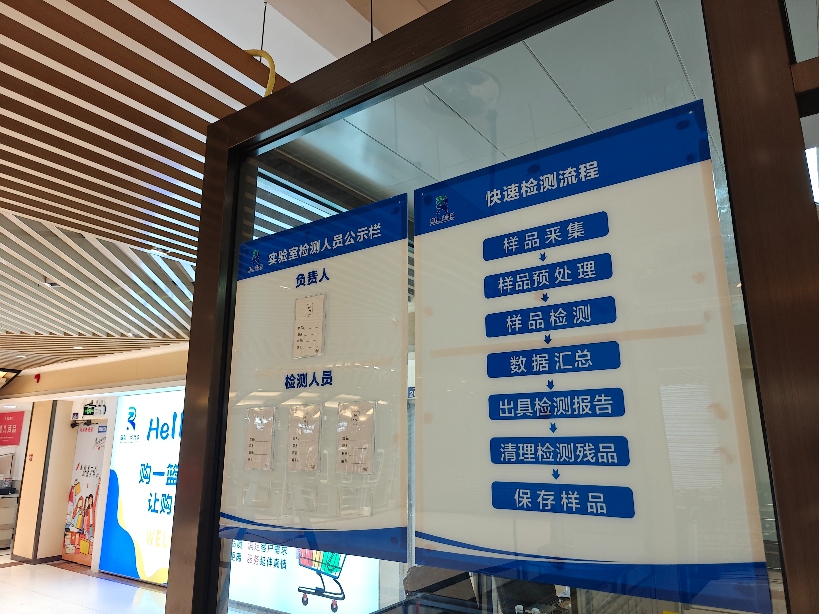 实验室检测人员公示栏
负责人
检测人员
快速检测流程
样品采集
样品预处理
样品检测
数据汇总
出具检测报告
清理检测残品
保存样品
Hell
购一篮
让购
WEL